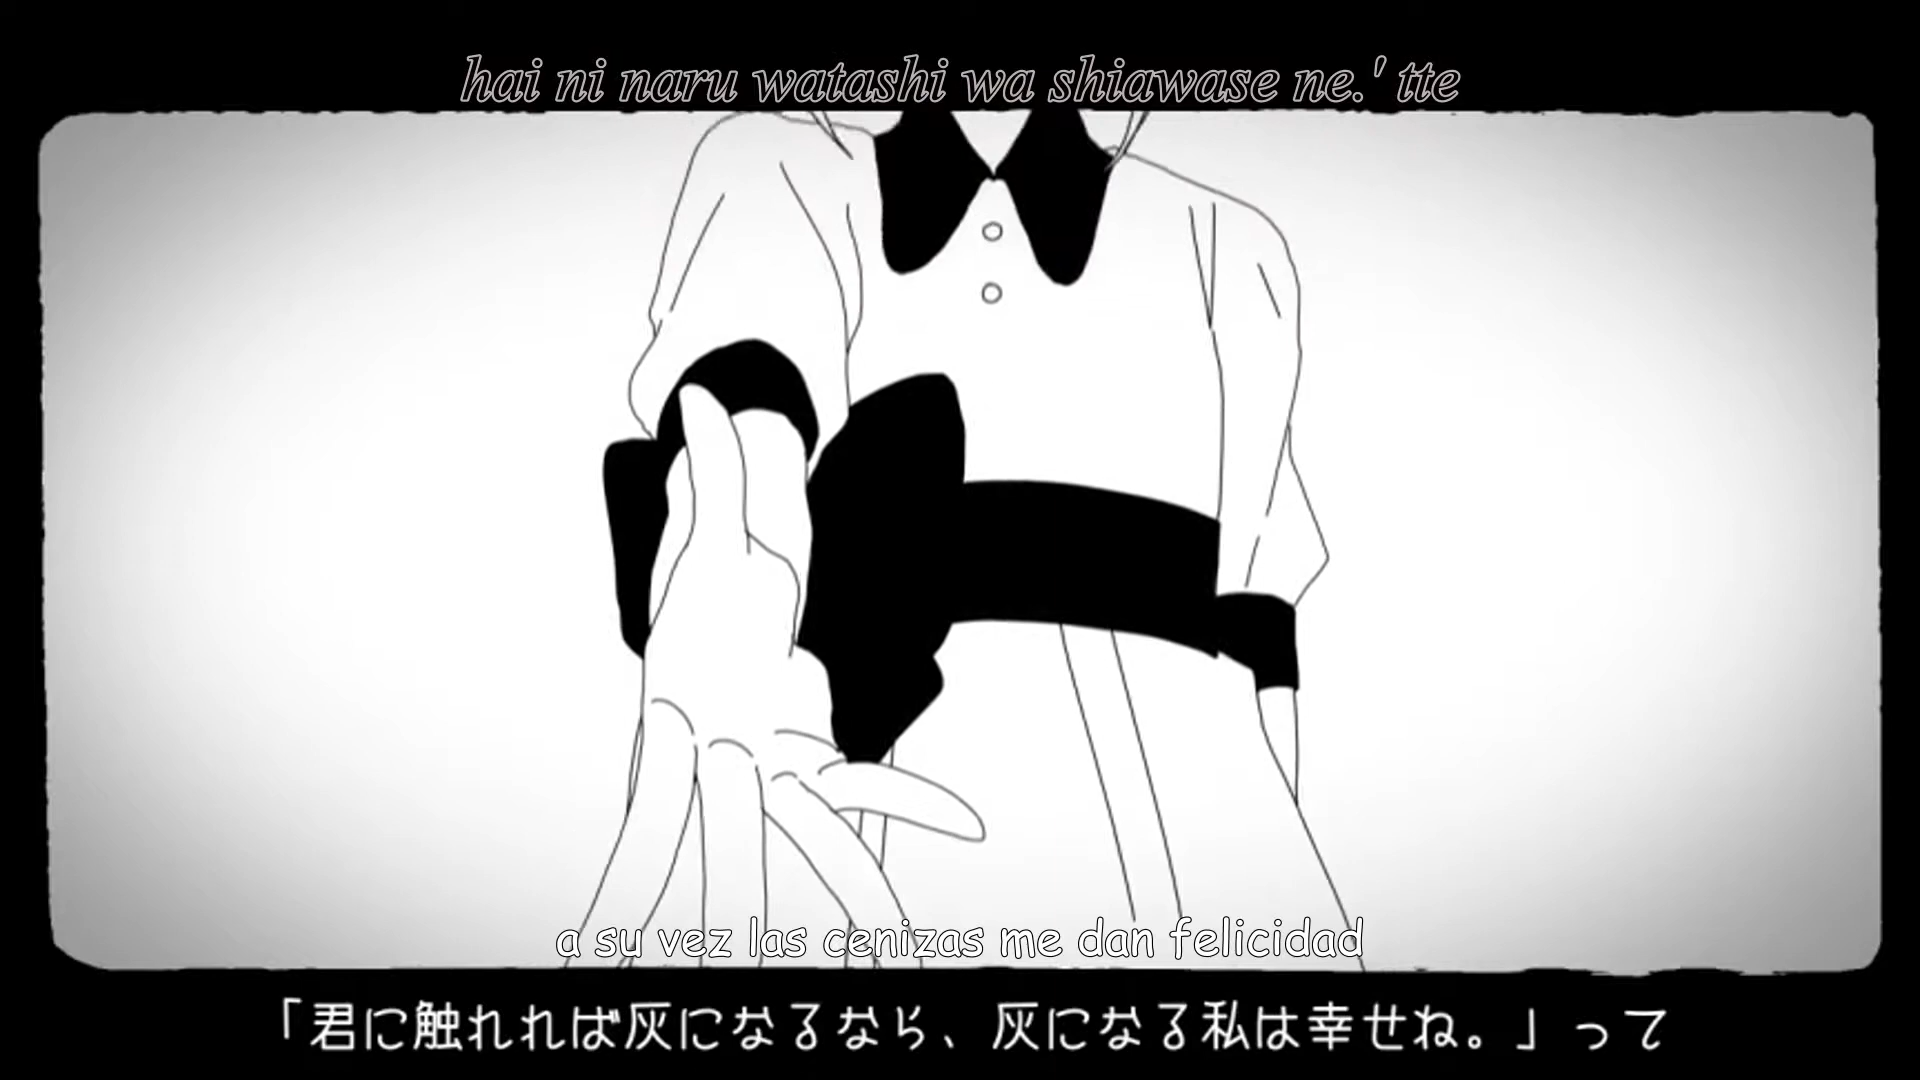 hai ni naru watashi wa shiawase ne.' tte
a su vez las cenizas me dan felicidad
「君に触れれば灰になるなら、灰になる私は幸せね。」って